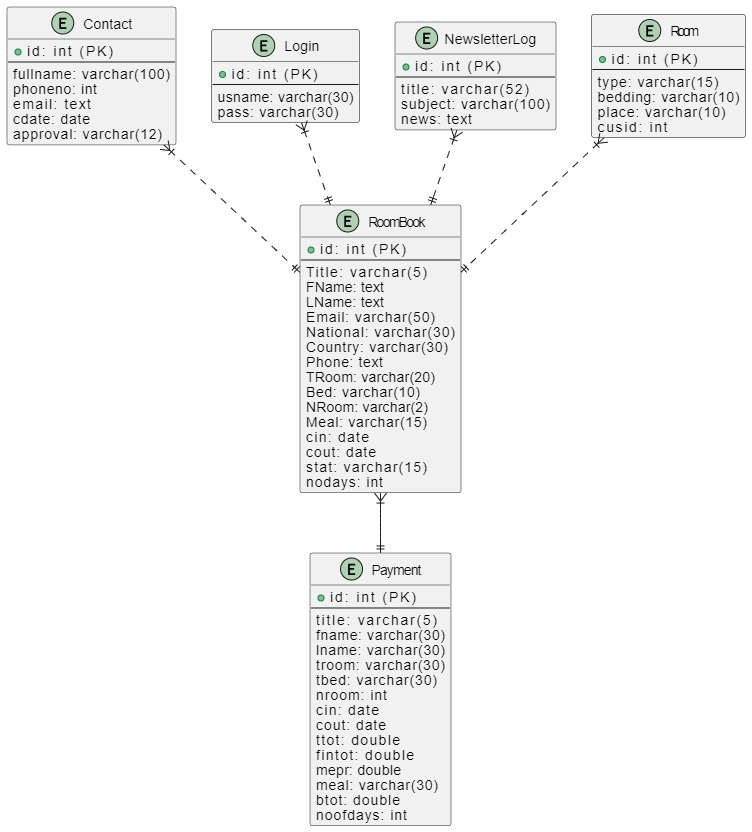 E Contact
id: int (PK)
fullname: varchar(100)
phoneno: int
email: text
cdate: date
approval: varchar(12)
E Login
id: int (PK)
usname: varchar(30)
pass: varchar(30)
E NewsletterLog
id: int (PK)
title: varchar(52)
subject: varchar(100)
news: text
E Room
id: int (PK)
type: varchar(15)
bedding: varchar(10)
place: varchar(10)
cusid: int
E RoomBook
id: int (PK)
Title: varchar(5)
FName: text
LName: text
Email: varchar(50)
National: varchar(30)
Country: varchar(30)
Phone: text
TRoom: varchar(20)
Bed: varchar(10)
NRoom: varchar(2)
Meal: varchar(15)
cin: date
cout: date
stat: varchar(15)
nodays: int
E Payment
id: int (PK)
title: varchar(5)
fname: varchar(30)
lname: varchar(30)
troom: varchar(30)
tbed: varchar(30)
nroom: int
cin: date
cout: date
ttot: double
fintot: double
mepr: double
meal: varchar(30)
btot: double
noofdays: int